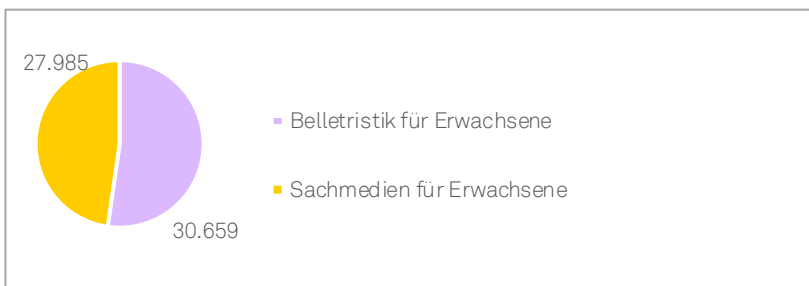 27.985
Belletristik für Erwachsene
Sachmedien für Erwachsene
30.659